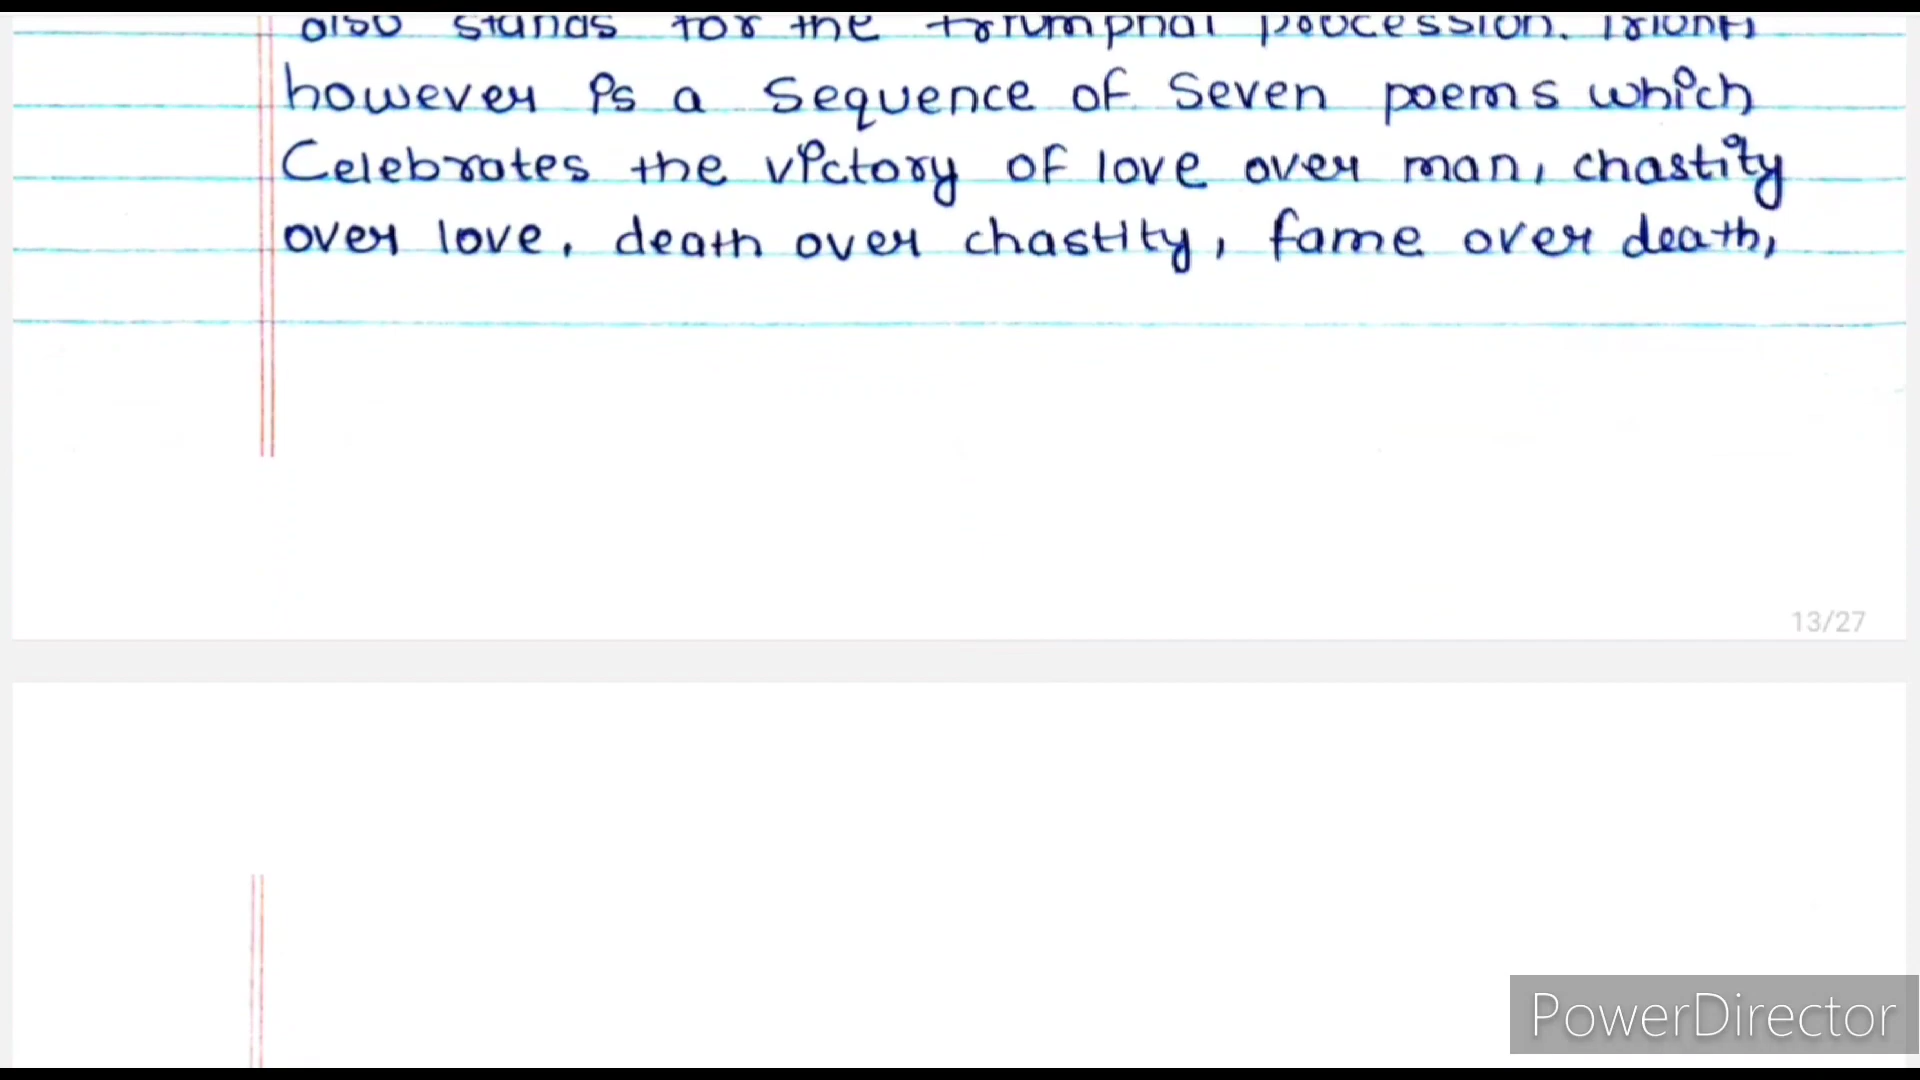 also stands for the triumphal procession. Trionfi
however is a Sequence of Seven poems which
Celebrates the victory of love over man, chastity
over love, death over chastity, fame over death,
13/27
PowerDirector